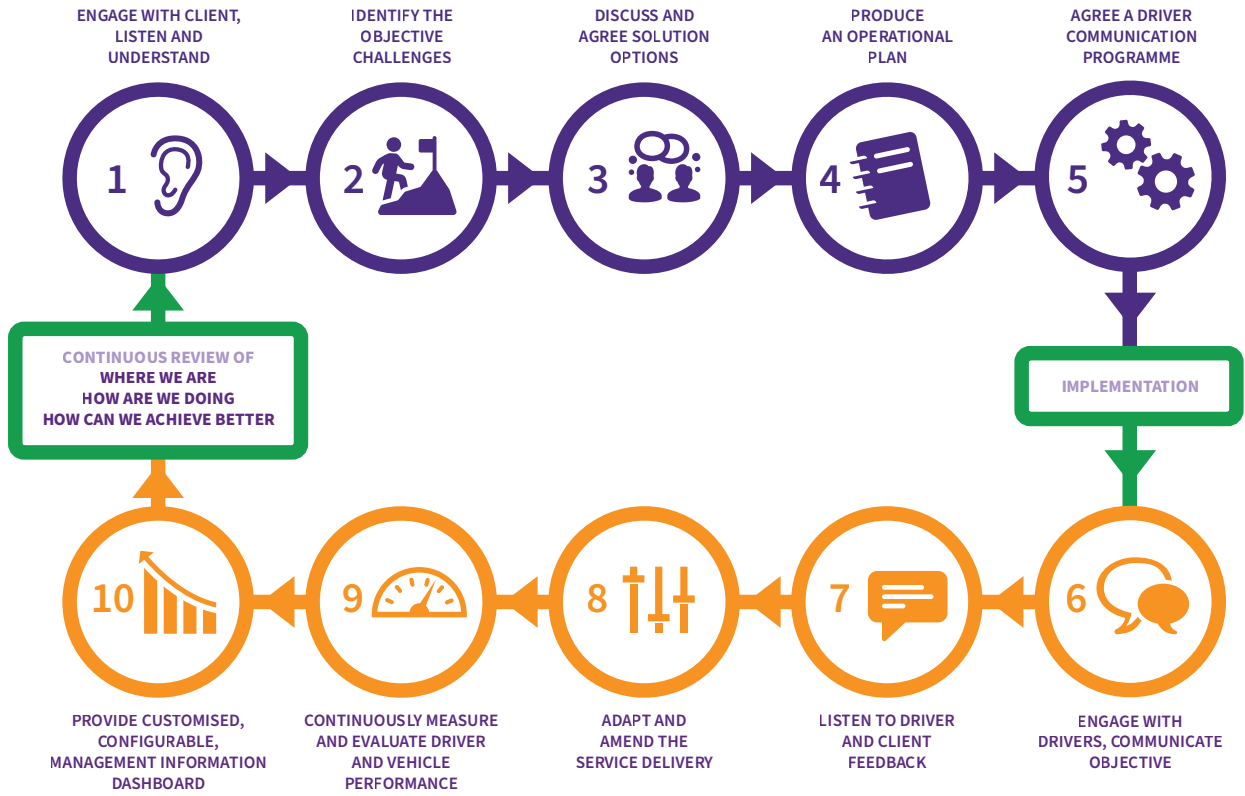 ENGAGE WITH CLIENT,
LISTEN AND
UNDERSTAND
IDENTIFY THE
OBJECTIVE
CHALLENGES
DISCUSS AND
AGREE SOLUTION
OPTIONS
PRODUCE
AN OPERATIONAL
PLAN
AGREE A DRIVER
COMMUNICATION
PROGRAMME
1
2
3
4
5
CONTINUOUS REVIEW OF
WHERE WE ARE
HOW ARE WE DOING
HOW CAN WE ACHIEVE BETTER
IMPLEMENTATION
10
9
8
7
6
PROVIDE CUSTOMISED,
CONFIGURABLE,
MANAGEMENT INFORMATION
DASHBOARD
CONTINUOUSLY MEASURE
AND EVALUATE DRIVER
AND VEHICLE
PERFORMANCE
ADAPT AND
AMEND THE
SERVICE DELIVERY
LISTEN TO DRIVER
AND CLIENT
FEEDBACK
ENGAGE WITH
DRIVERS, COMMUNICATE
OBJECTIVE